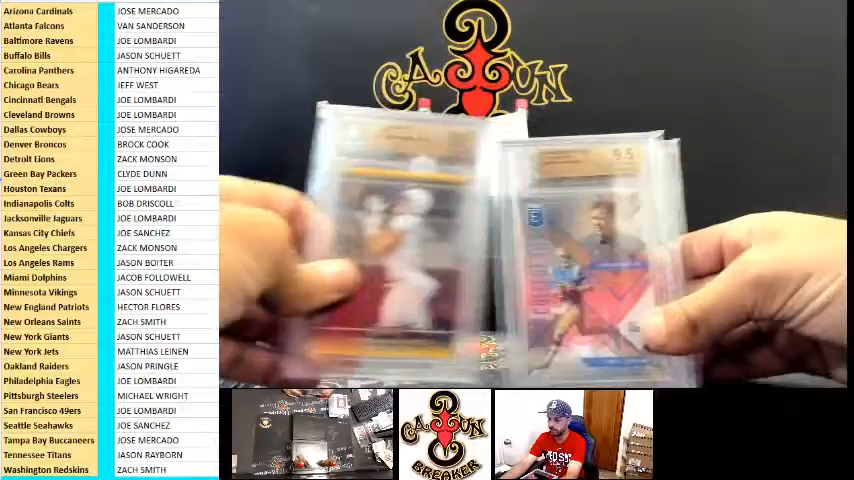 Arizona Cardinals JOSE MERCADO
Atlanta Falcons VAN SANDERSON
Baltimore Ravens JOE LOMBARDI
Buffalo Bills JASON SCHUETT
Carolina Panthers ANTHONY HIGAREDA
Chicago Bears JEFF WEST
Cincinnati Bengals JOE LOMBARDI
Cleveland Browns JOE LOMBARDI
Dallas Cowboys JOSE MERCADO
Denver Broncos BROCK COOK
Detroit Lions ZACK MONSON
Green Bay Packers CLYDE DUNN
Houston Texans JOE LOMBARDI
Indianapolis Colts BOB DRISCOLL
Jacksonville Jaguars JOE LOMBARDI
Kansas City Chiefs JOE SANCHEZ
Los Angeles Chargers ZACK MONSON
Los Angeles Rams JASON BOITER
Miami Dolphins JACOB FOLLOWELL
Minnesota Vikings JASON SCHUETT
New England Patriots HECTOR FLORES
New Orleans Saints ZACH SMITH
New York Giants JASON SCHUETT
New York Jets MATTHIAS LEINEN
Oakland Raiders JASON PRINGLE
Philadelphia Eagles JOE LOMBARDI
Pittsburgh Steelers MICHAEL WRIGHT
San Francisco 49ers JOE LOMBARDI
Seattle Seahawks JOE SANCHEZ
Tampa Bay Buccaneers JOSE MERCADO
Tennessee Titans JASON RAYBORN
Washington Redskins ZACH SMITH
CAJUN
9.5
CAJUN
BREAKER